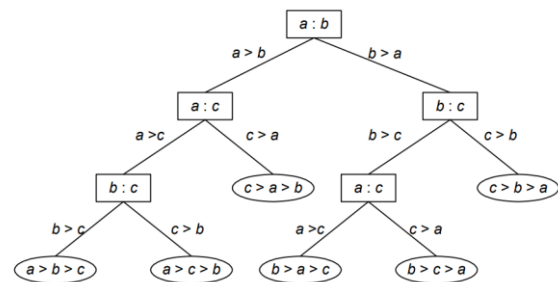 a : b
a > b b > a
a : c b : c
a >c c > a b > c c > b
b : c c > a > b a : c c > b > a
b > c c > b a >c c > a
a > b > c a > c > b b > a > c b > c > a